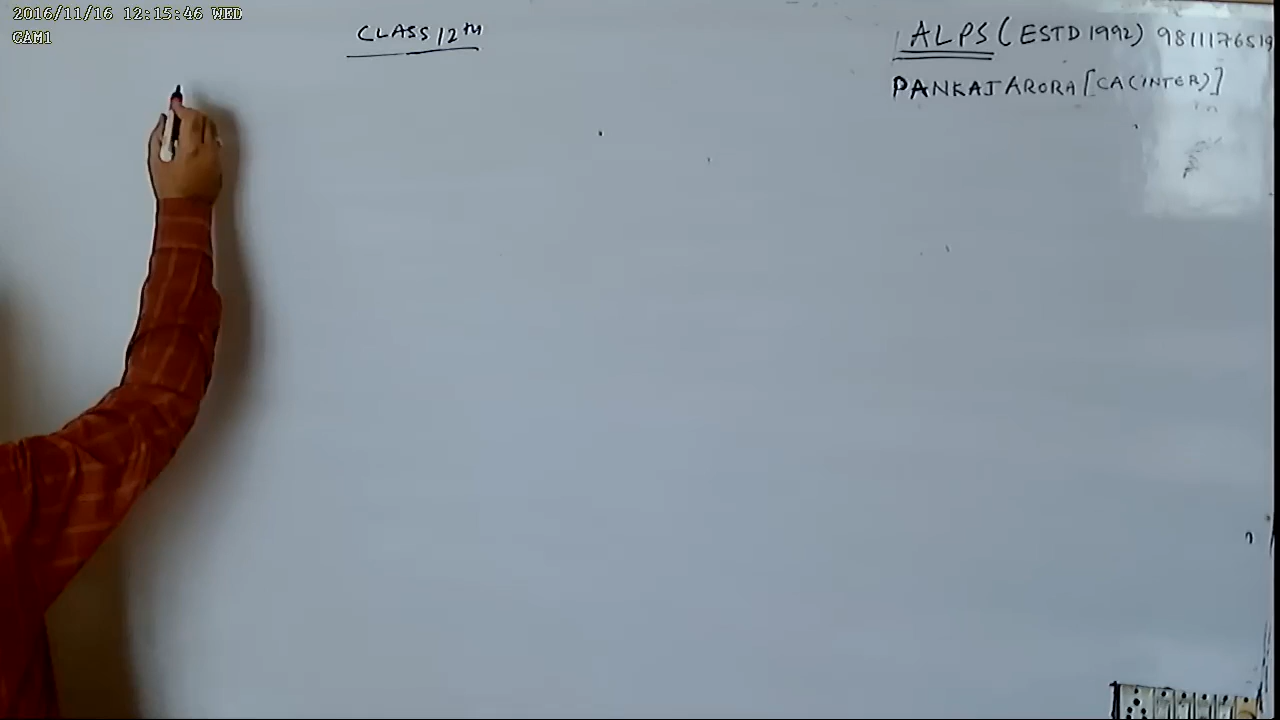 2016/11/16 12:15:46 WED
CAM1
CLASS 12th
ALPS (ESTD 1992) 9811176519
PANKAJ ARORA [CA (INTER)]